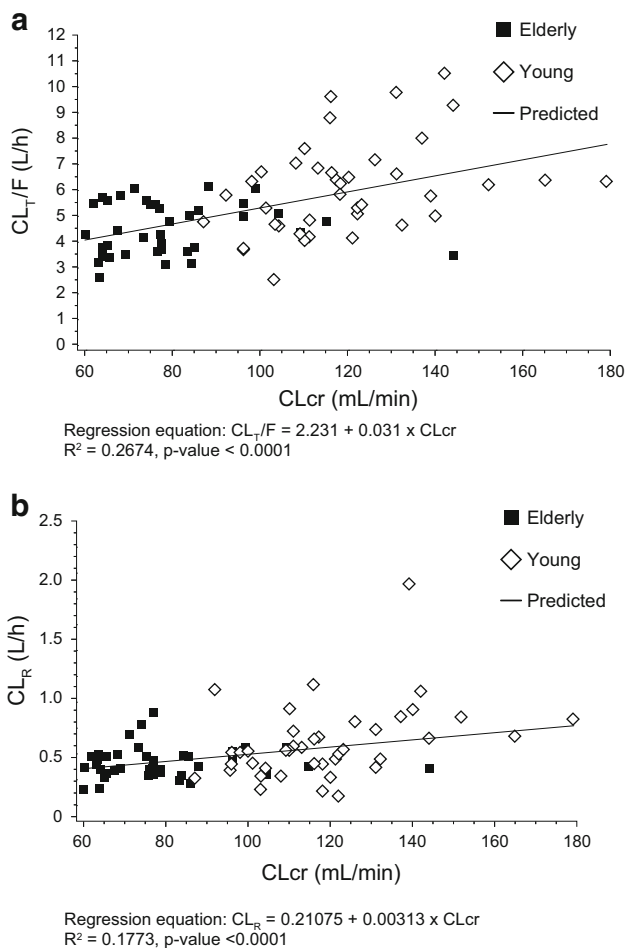 a
Elderly
Young
Predicted
CL_T/F (L/h)
12
11
10
9
8
7
6
5
4
3
2
1
0
60 80 100 120 140 160 180
CLcr (mL/min)
Regression equation: CL_T/F = 2.231 + 0.031 x CLcr
R² = 0.2674, p-value < 0.0001
b
Elderly
Young
Predicted
CL_R (L/h)
2.5
2.0
1.5
1.0
0.5
0
60 80 100 120 140 160 180
CLcr (mL/min)
Regression equation: CL_R = 0.21075 + 0.00313 x CLcr
R² = 0.1773, p-value <0.0001